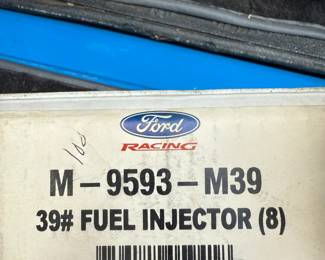 Ford
RACING
M-9593-M39
39# FUEL INJECTOR (8)